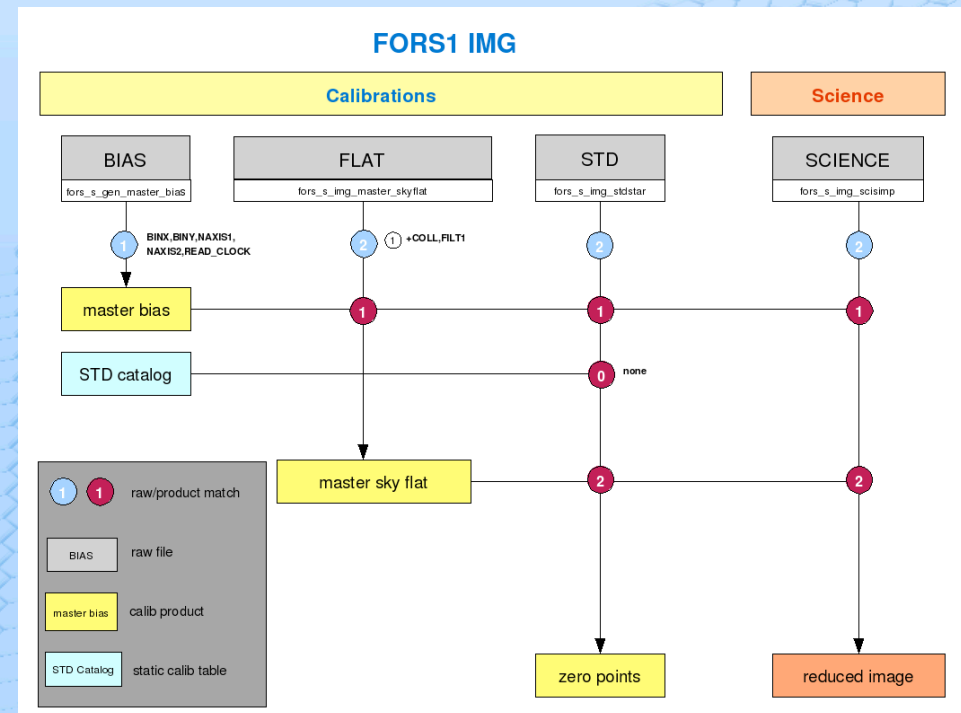 FORS1 IMG
Calibrations
Science
BIAS
fors_s_gen_master_bias
FLAT
fors_s_img_master_skyflat
STD
fors_s_img_stdstar
SCIENCE
fors_s_img_scisimp
1
BINX,BINY,NAXIS1,
NAXIS2,READ_CLOCK
2
1
+COLL,FILT1
2
2
master bias
1
1
1
STD catalog
0
none
master sky flat
2
2
1
1
raw/product match
BIAS
raw file
master bias
calib product
STD Catalog
static calib table
zero points
reduced image